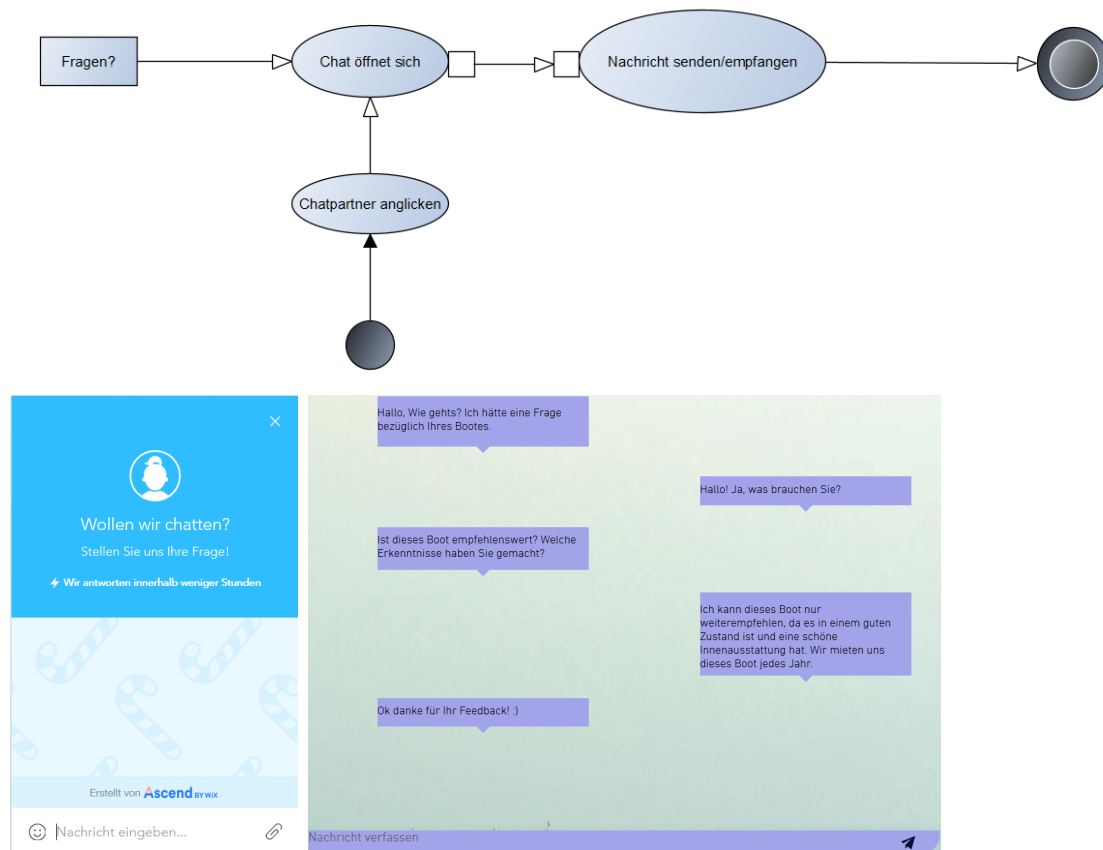 Fragen?
Chat öffnet sich
Nachricht senden/empfangen
Chatpartner anglicken
Wollen wir chatten?
Stellen Sie uns Ihre Frage!
Wir antworten innerhalb weniger Stunden
Erstellt von Ascend BY WIX
Nachricht eingeben...
Hallo, Wie gehts? Ich hätte eine Frage
bezüglich Ihres Bootes.
Hallo! Ja, was brauchen Sie?
Ist dieses Boot empfehlenswert? Welche
Erkenntnisse haben Sie gemacht?
Ich kann dieses Boot nur
weiterempfehlen, da es in einem guten
Zustand ist und eine schöne
Innenausstattung hat. Wir mieten uns
dieses Boot jedes Jahr.
Ok danke für Ihr Feedback! :)
Nachricht verfassen